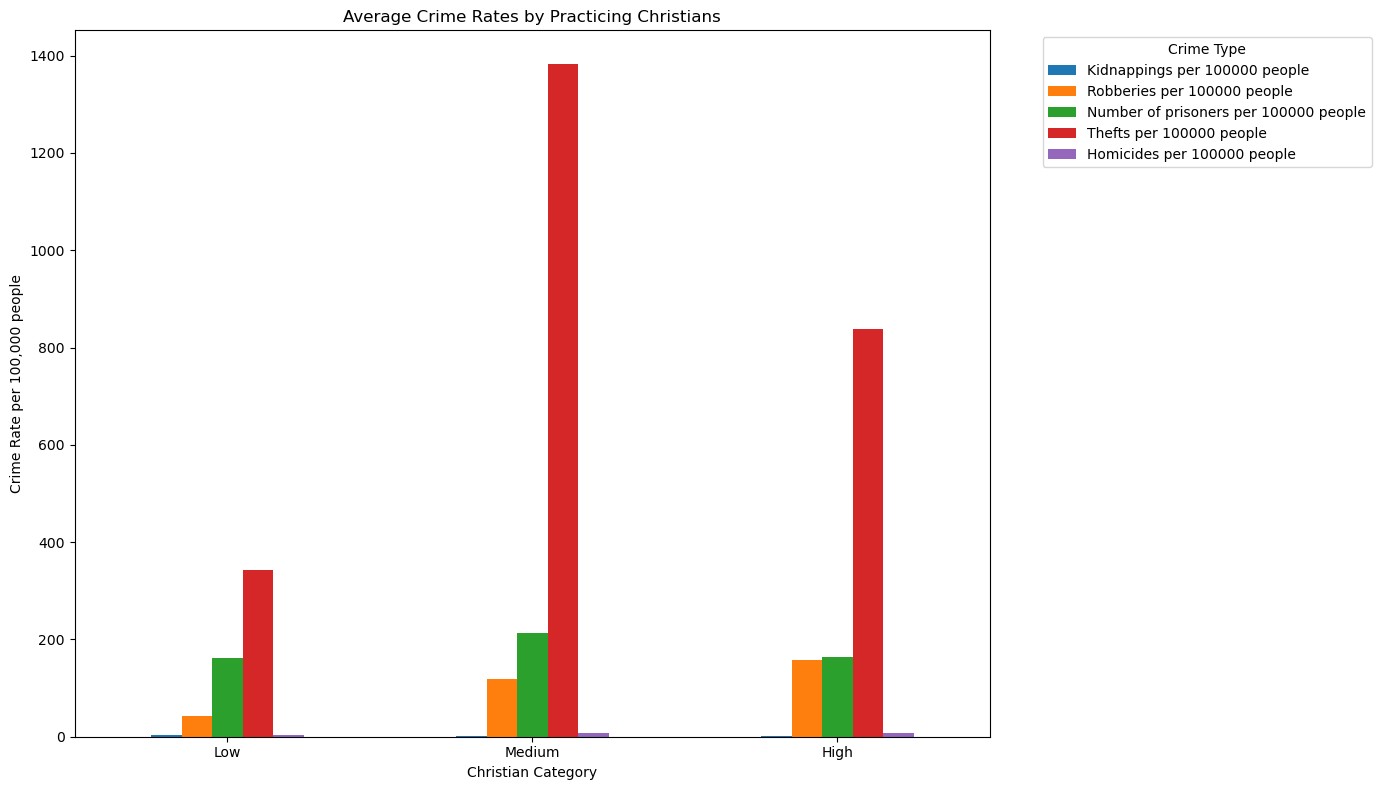 Average Crime Rates by Practicing Christians
Crime Type
Kidnappings per 100000 people
Robberies per 100000 people
Number of prisoners per 100000 people
Thefts per 100000 people
Homicides per 100000 people
Crime Rate per 100,000 people
1400
1200
1000
800
600
400
200
0
Low
Medium
High
Christian Category